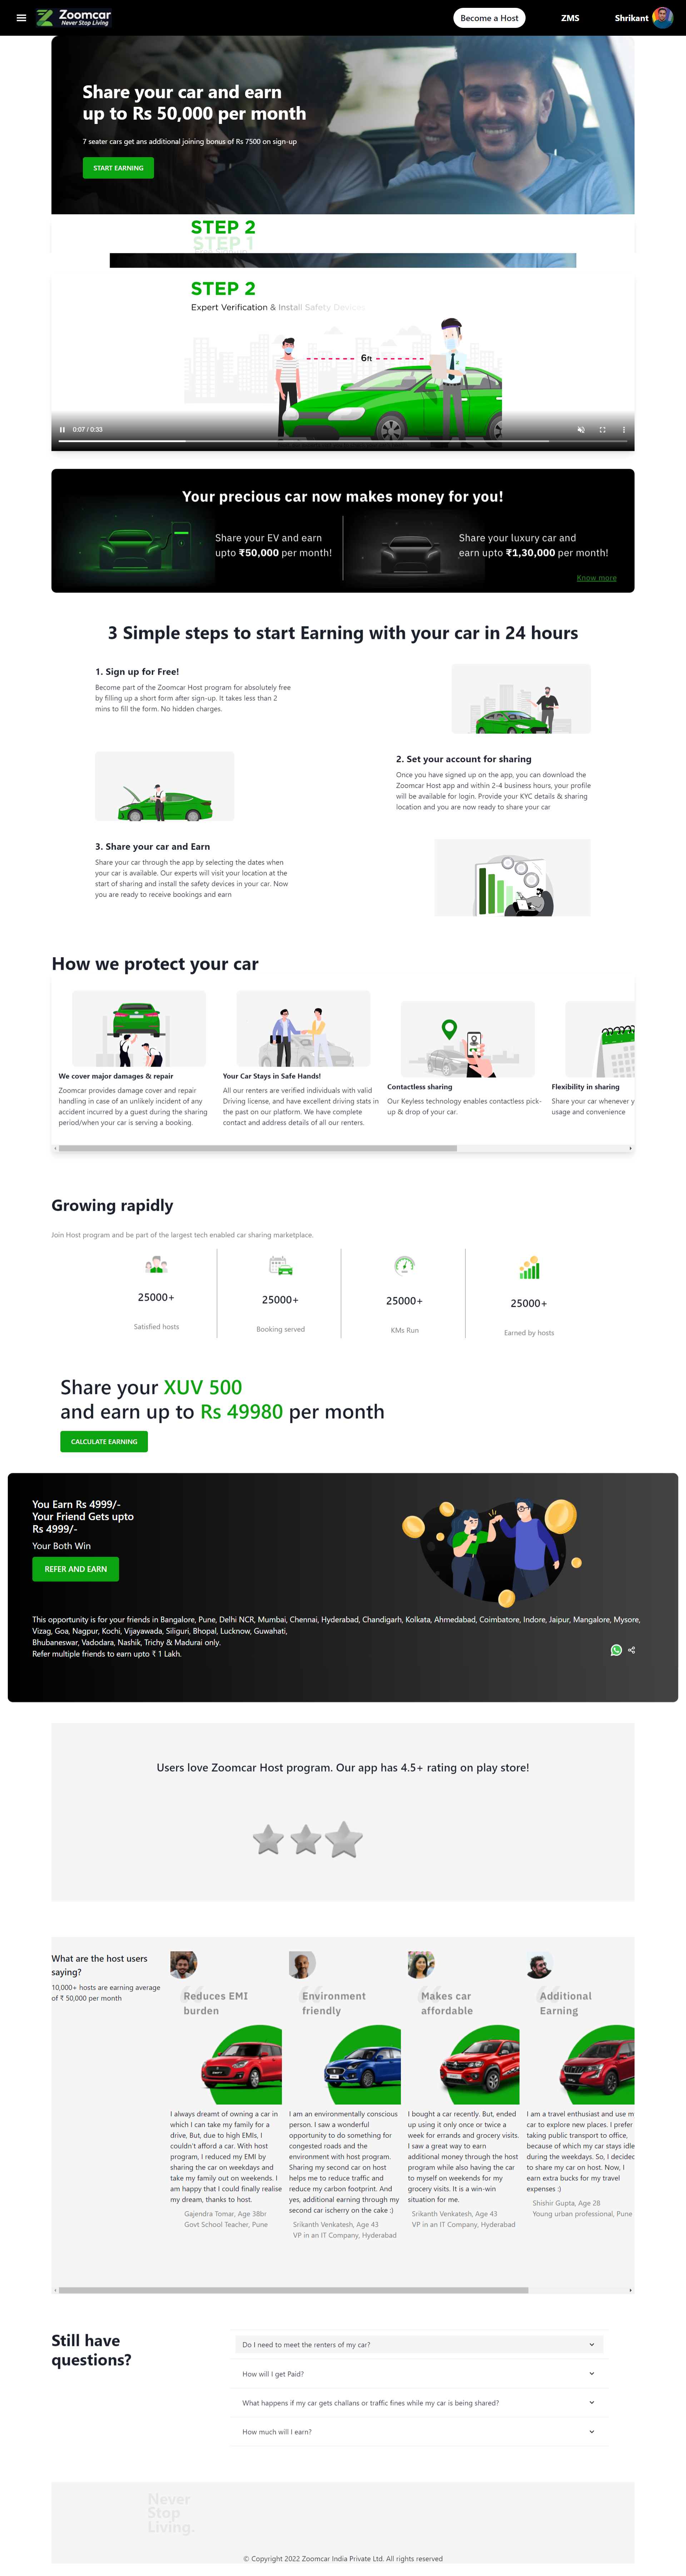 Zoomcar
Never Stop Living
Become a Host
ZMS
Shrikant
Share your car and earn
up to Rs 50,000 per month
7 seater cars get ans additional joining bonus of Rs 7500 on sign-up
START EARNING
STEP 2
STEP 1
STEP 2
Expert Verification & Install Safety Devices
6ft
0:07 / 0:33
Your precious car now makes money for you!
Share your EV and earn
upto ₹50,000 per month!
Share your luxury car and
earn upto ₹1,30,000 per month!
Know more
3 Simple steps to start Earning with your car in 24 hours
1. Sign up for Free!
Become part of the Zoomcar Host program for absolutely free
by filling up a short form after sign-up. It takes less than 2
mins to fill the form. No hidden charges.
2. Set your account for sharing
Once you have signed up on the app, you can download the
Zoomcar Host app and within 2-4 business hours, your profile
will be available for login. Provide your KYC details & sharing
location and you are now ready to share your car
3. Share your car and Earn
Share your car through the app by selecting the dates when
your car is available. Our experts will visit your location at the
start of sharing and install the safety devices in your car. Now
you are ready to receive bookings and earn
How we protect your car
We cover major damages & repair
Zoomcar provides damage cover and repair
handling in case of an unlikely incident of any
accident incurred by a guest during the sharing
period/when your car is serving a booking.
Your Car Stays in Safe Hands!
All our renters are verified individuals with valid
Driving license, and have excellent driving stats in
the past on our platform. We have complete
contact and address details of all our renters.
Contactless sharing
Our Keyless technology enables contactless pick-
up & drop of your car.
Flexibility in sharing
Share your car whenever y
usage and convenience
Growing rapidly
Join Host program and be part of the largest tech enabled car sharing marketplace.
25000+
Satisfied hosts
25000+
Booking served
25000+
KMs Run
25000+
Earned by hosts
Share your XUV 500
and earn up to Rs 49980 per month
CALCULATE EARNING
You Earn Rs 4999/-
Your Friend Gets upto
Rs 4999/-
Your Both Win
REFER AND EARN
This opportunity is for your friends in Bangalore, Pune, Delhi NCR, Mumbai, Chennai, Hyderabad, Chandigarh, Kolkata, Ahmedabad, Coimbatore, Indore, Jaipur, Mangalore, Mysore,
Vizag, Goa, Nagpur, Kochi, Vijayawada, Siliguri, Bhopal, Lucknow, Guwahati,
Bhubaneswar, Vadodara, Nashik, Trichy & Madurai only.
Refer multiple friends to earn upto ₹ 1 Lakh.
Users love Zoomcar Host program. Our app has 4.5+ rating on play store!
What are the host users
saying?
10,000+ hosts are earning average
of ₹ 50,000 per month
Reduces EMI
burden
I always dreamt of owning a car in
which I can take my family for a
drive, But, due to high EMIs, I
couldn't afford a car. With host
program, I reduced my EMI by
sharing the car on weekdays and
take my family out on weekends. I
am happy that I could finally realise
my dream, thanks to host.
Gajendra Tomar, Age 38br
Govt School Teacher, Pune
Environment
friendly
I am an environmentally conscious
person. I saw a wonderful
opportunity to do something for
congested roads and the
environment with host program.
Sharing my second car on host
helps me to reduce traffic and
reduce my carbon footprint. And
yes, additional earning through my
second car ischerry on the cake :)
Srikanth Venkatesh, Age 43
VP in an IT Company, Hyderabad
Makes car
affordable
I bought a car recently. But, ended
up using it only once or twice a
week for errands and grocery visits.
I saw a great way to earn
additional money through the host
program while also having the car
to myself on weekends for my
grocery visits. It is a win-win
situation for me.
Srikanth Venkatesh, Age 43
VP in an IT Company, Hyderabad
Additional
Earning
I am a travel enthusiast and use m
car to explore new places. I prefer
taking public transport to office,
because of which my car stays idle
during the weekdays. So, I decided
to share my car on host. Now, I
earn extra bucks for my travel
expenses :)
Shishir Gupta, Age 28
Young urban professional, Pune
Still have
questions?
Do I need to meet the renters of my car?
How will I get Paid?
What happens if my car gets challans or traffic fines while my car is being shared?
How much will I earn?
Never
Stop
Living.
© Copyright 2022 Zoomcar India Private Ltd. All rights reserved